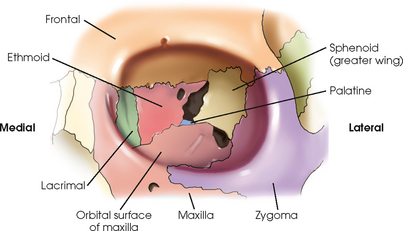 Frontal
Ethmoid
Sphenoid
(greater wing)
Palatine
Medial
Lateral
Lacrimal
Orbital surface
of maxilla
Maxilla
Zygoma